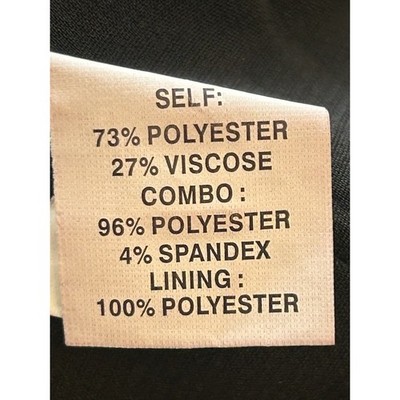 SELF:
73% POLYESTER
27% VISCOSE
COMBO :
96% POLYESTER
4% SPANDEX
LINING :
100% POLYESTER